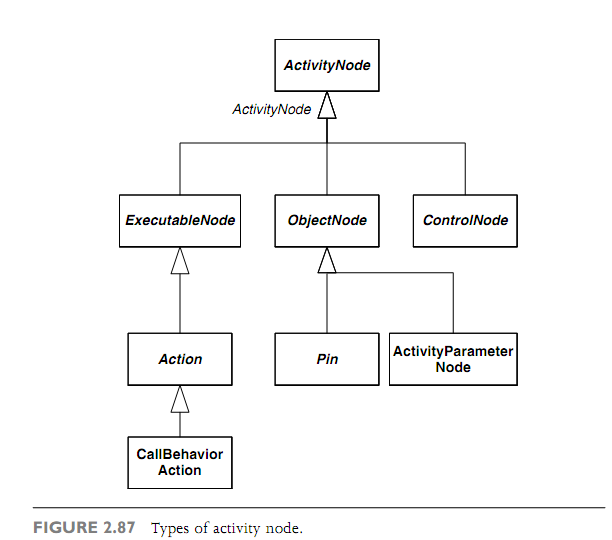 ActivityNode
ActivityNode
ExecutableNode
ObjectNode
ControlNode
Action
Pin
ActivityParameter
Node
CallBehavior
Action
FIGURE 2.87 Types of activity node.